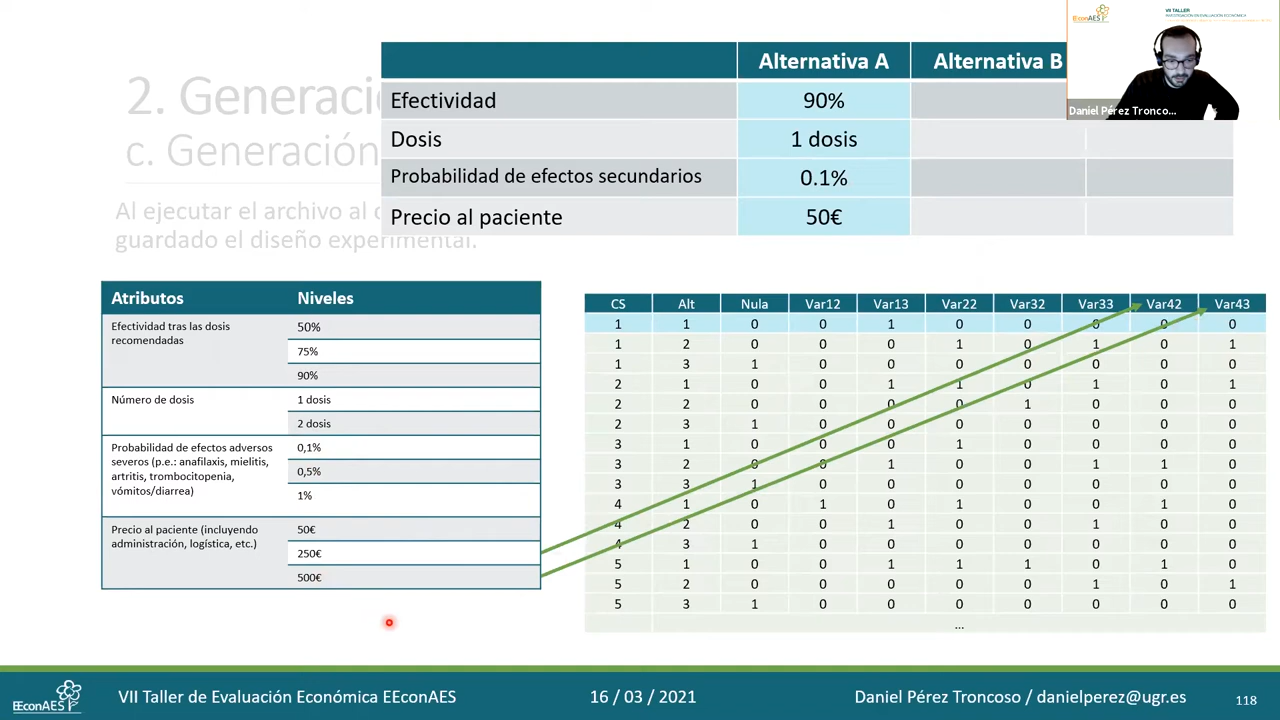 2. Generació
c. Generación
Al ejecutar el archivo al c
guardado el diseño experimental.
Alternativa A Alternativa B
Efectividad 90%
Dosis 1 dosis
Probabilidad de efectos secundarios 0.1%
Precio al paciente 50€
EEconAES
VII TALLER
INVESTIGACIÓN EN EVALUACIÓN ECONÓMICA
Daniel Pérez Tronco...
Atributos Niveles
Efectividad tras las dosis
recomendadas
50%
75%
90%
Número de dosis
1 dosis
2 dosis
Probabilidad de efectos adversos
severos (p.e.: anafilaxis, mielitis,
artritis, trombocitopenia,
vómitos/diarrea)
0,1%
0,5%
1%
Precio al paciente (incluyendo
administración, logística, etc.)
50€
250€
500€
CS Alt Nula Var12 Var13 Var22 Var32 Var33 Var42 Var43
1 1 0 0 1 0 0 0 0 0
1 2 0 0 0 1 0 1 0 1
1 3 1 0 0 0 0 0 0 0
2 1 0 0 1 1 0 1 0 1
2 2 0 0 0 0 1 0 0 0
2 3 1 0 0 0 0 0 0 0
3 1 0 0 0 1 0 0 0 0
3 2 0 0 1 0 0 1 1 0
3 3 1 0 0 0 0 0 0 0
4 1 0 1 0 1 0 0 1 0
4 2 0 0 1 0 0 1 0 0
4 3 1 0 0 0 0 0 0 0
5 1 0 0 1 1 1 0 1 0
5 2 0 0 0 0 0 1 0 1
5 3 1 0 0 0 0 0 0 0
...
EEconAES
VII Taller de Evaluación Económica EEconAES
16 / 03 / 2021
Daniel Pérez Troncoso / danielperez@ugr.es
118